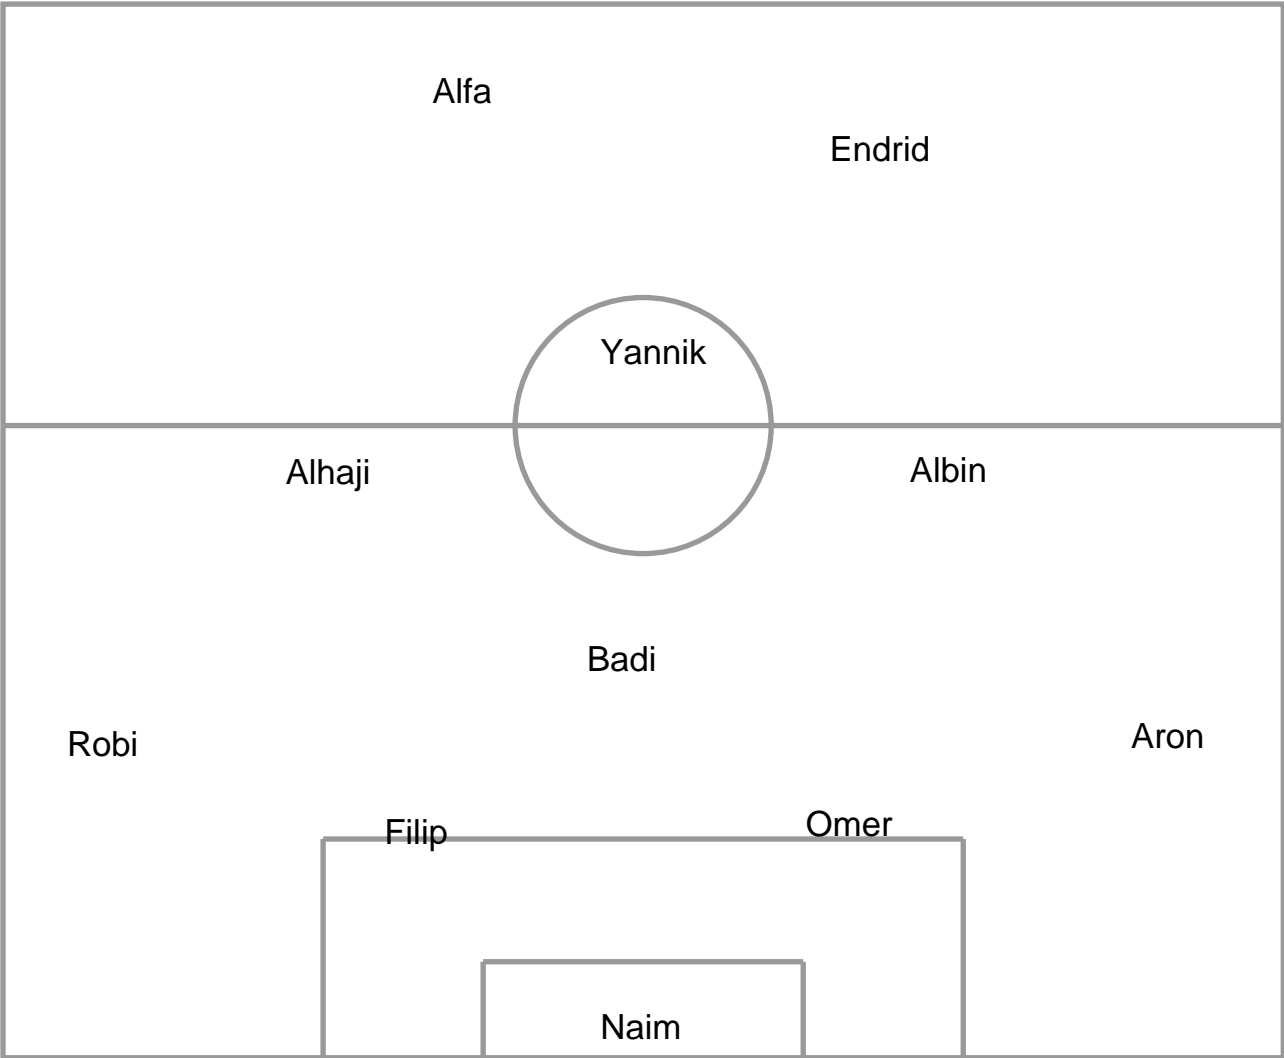 Alfa
Endrid
Yannik
Alhaji
Albin
Badi
Robi
Aron
Filip
Omer
Naim